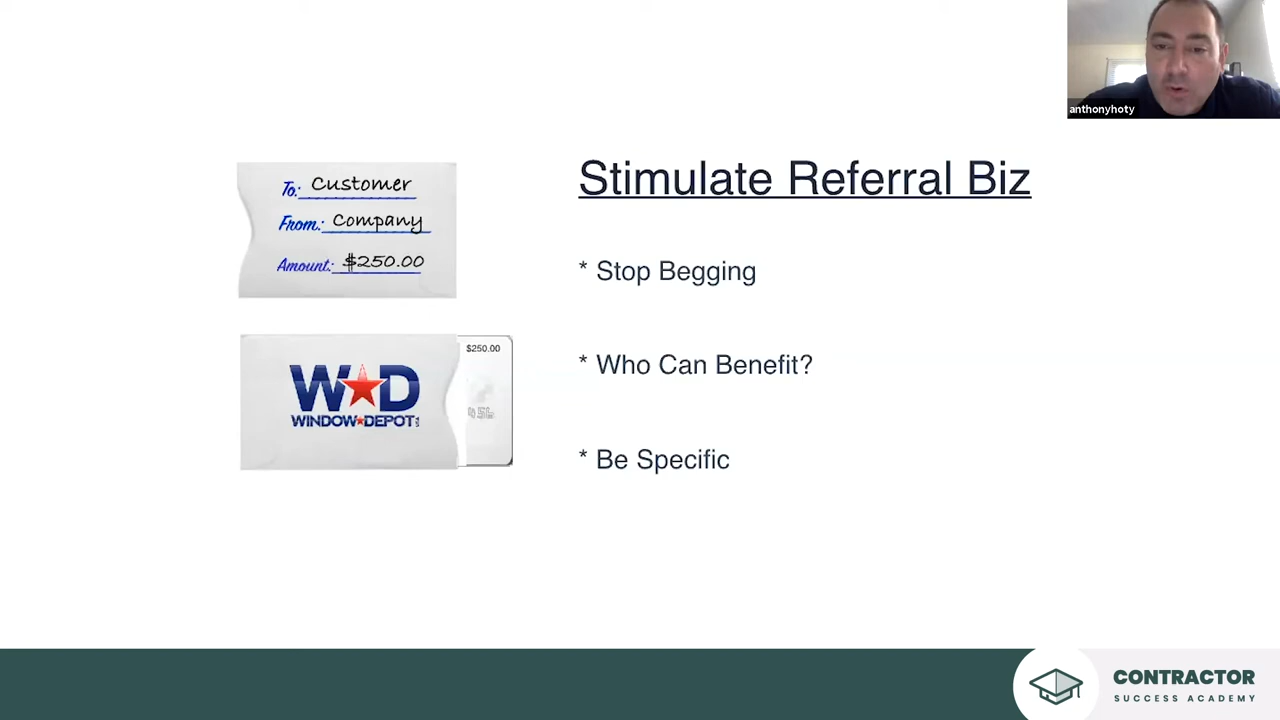 anthonyhoty
Stimulate Referral Biz
To: Customer
From: Company
Amount: $250.00
* Stop Begging
* Who Can Benefit?
* Be Specific
$250.00
W★D
WINDOW★DEPOT USA
CONTRACTOR
SUCCESS ACADEMY